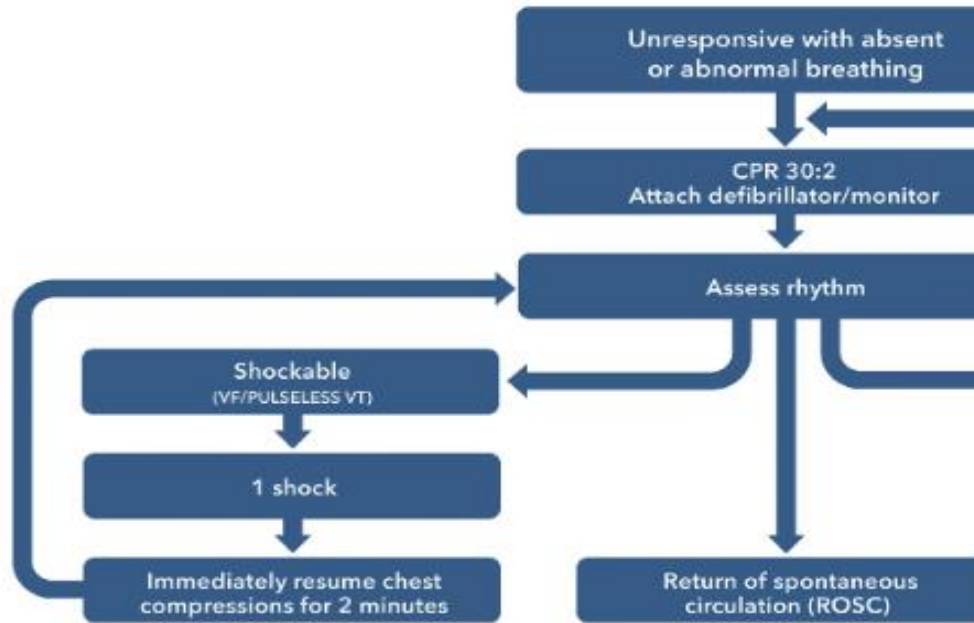 Unresponsive with absent
or abnormal breathing
CPR 30:2
Attach defibrillator/monitor
Assess rhythm
Shockable
(VF/PULSELESS VT)
1 shock
Immediately resume chest
compressions for 2 minutes
Return of spontaneous
circulation (ROSC)